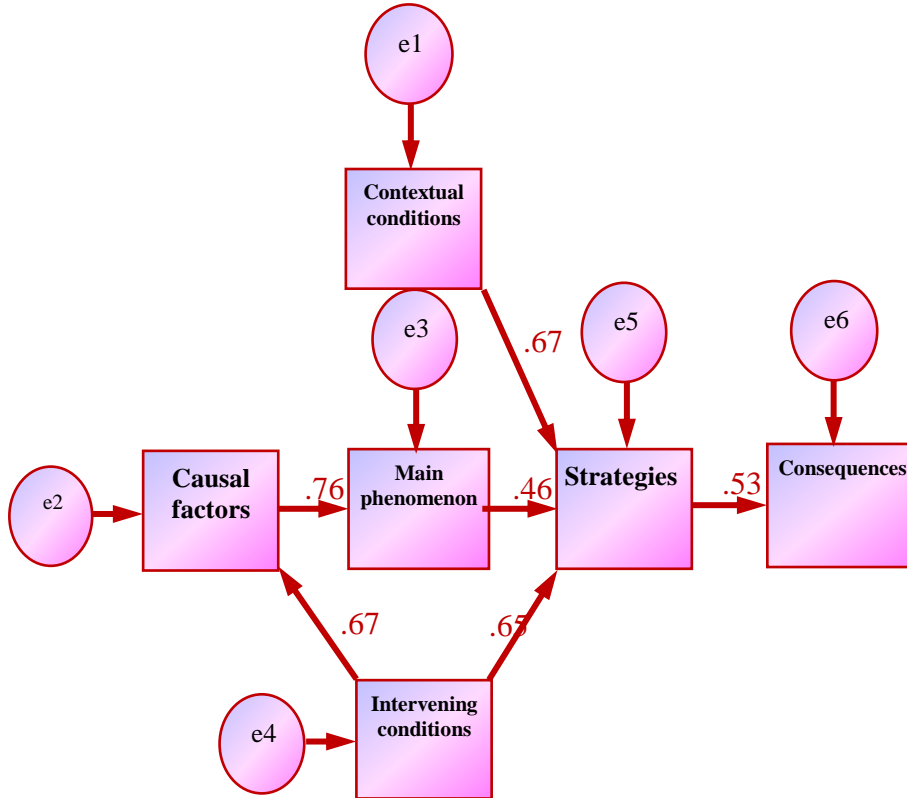 e1
Contextual
conditions
e3
.67
e5
e6
e2
Causal
factors
.76
Main
phenomenon
.46
Strategies
.53
Consequences
.67
.65
e4
Intervening
conditions